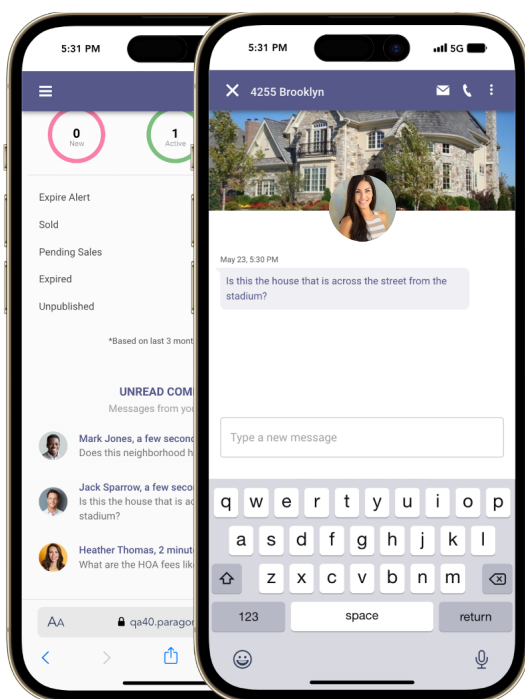 5:31 PM
0
New
1
Active
Expire Alert
Sold
Pending Sales
Expired
Unpublished
*Based on last 3 mont
UNREAD COM
Messages from yo
Mark Jones, a few secon
Does this neighborhood h
Jack Sparrow, a few seco
Is this the house that is ac
stadium?
Heather Thomas, 2 minut
What are the HOA fees lik
AA
qa40.parago
5:31 PM
5G
4255 Brooklyn
May 23, 5:30 PM
Is this the house that is across the street from the
stadium?
Type a new message
q w e r t y u i o p
a s d f g h j k l
z x c v b n m
123 space return